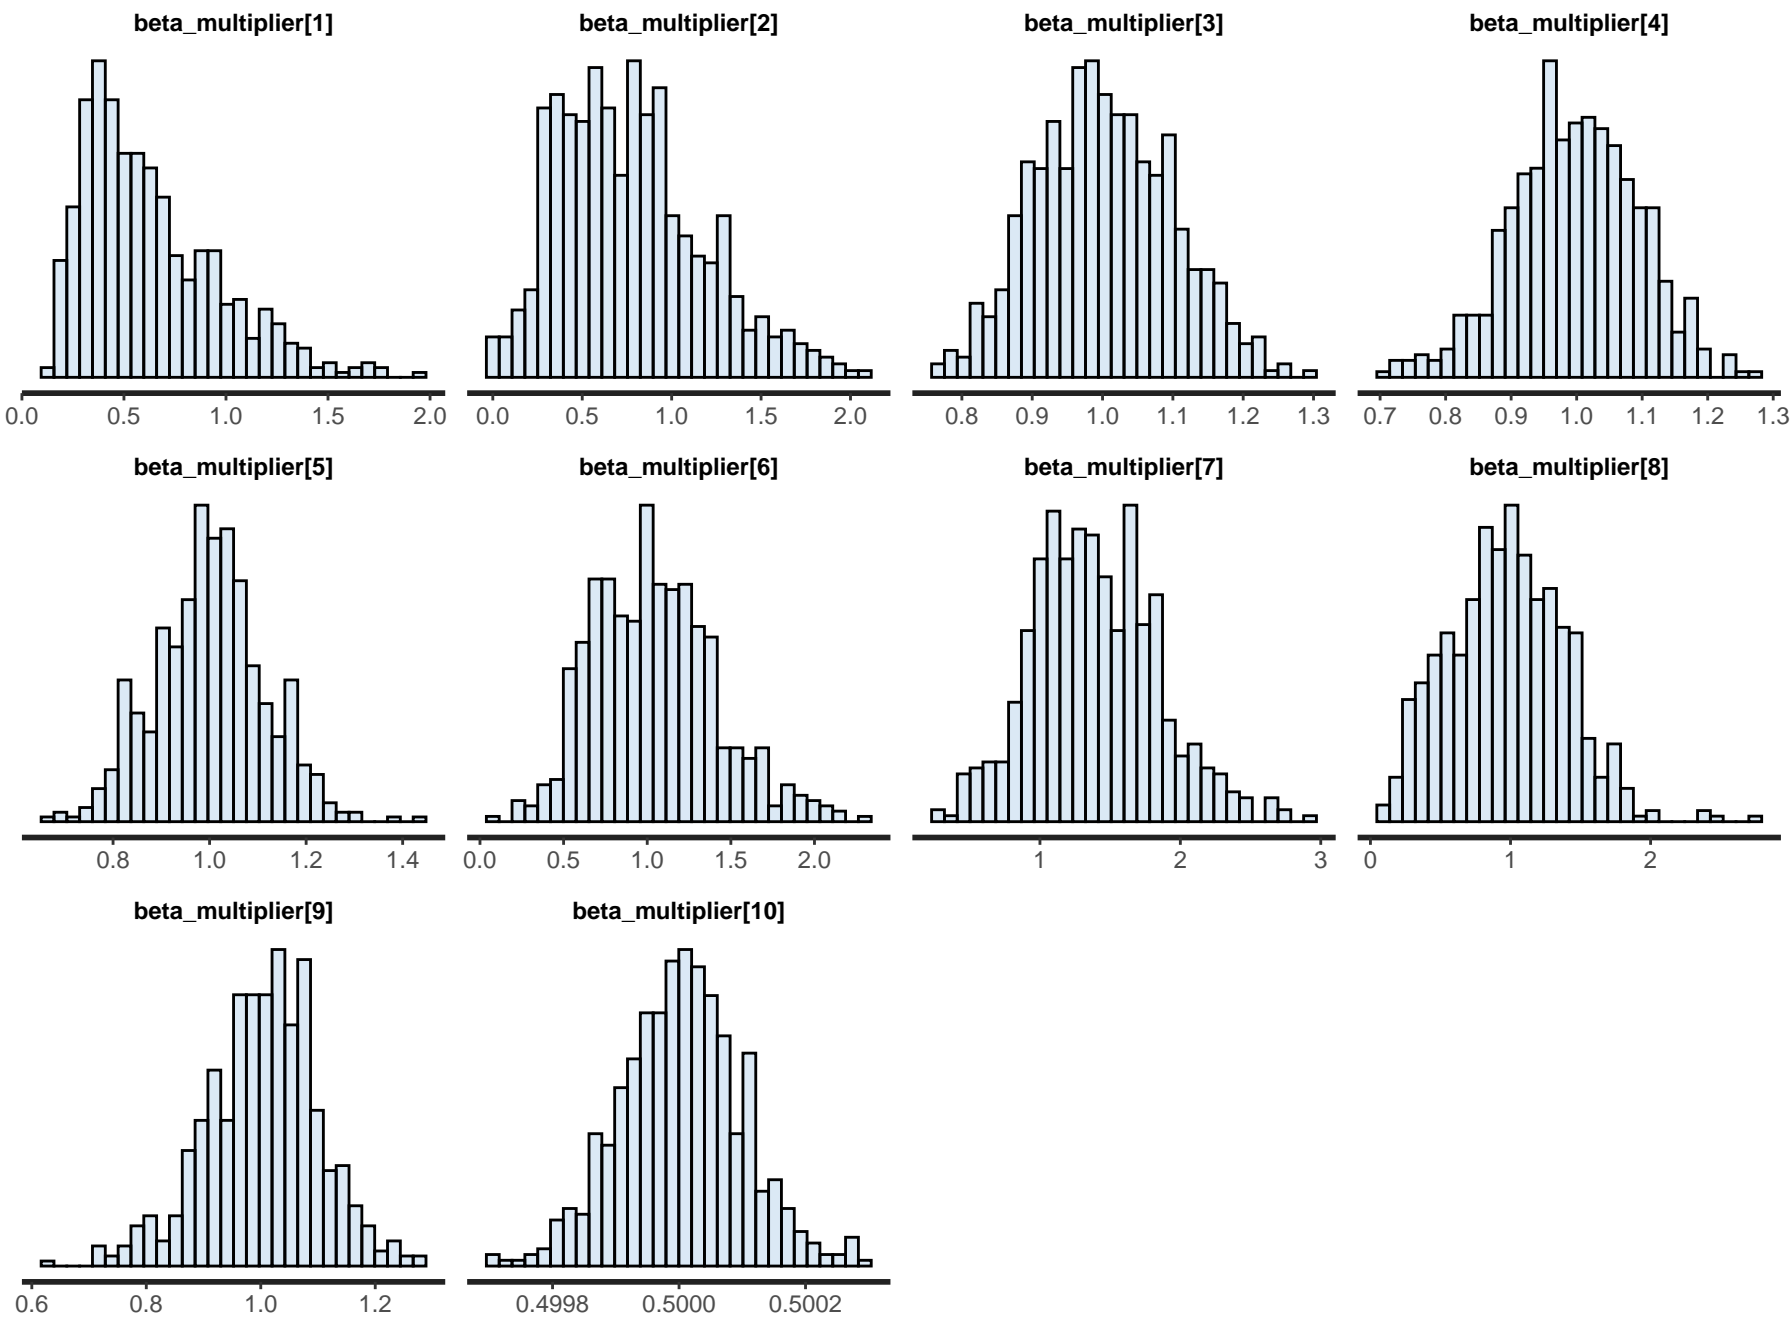 beta_multiplier[1] beta_multiplier[2] beta_multiplier[3] beta_multiplier[4]
0.0 0.5 1.0 1.5 2.0 0.0 0.5 1.0 1.5 2.0 0.8 0.9 1.0 1.1 1.2 1.3 0.7 0.8 0.9 1.0 1.1 1.2 1.3
beta_multiplier[5] beta_multiplier[6] beta_multiplier[7] beta_multiplier[8]
0.8 1.0 1.2 1.4 0.0 0.5 1.0 1.5 2.0 1 2 3 0 1 2
beta_multiplier[9] beta_multiplier[10]
0.6 0.8 1.0 1.2 0.4998 0.5000 0.5002